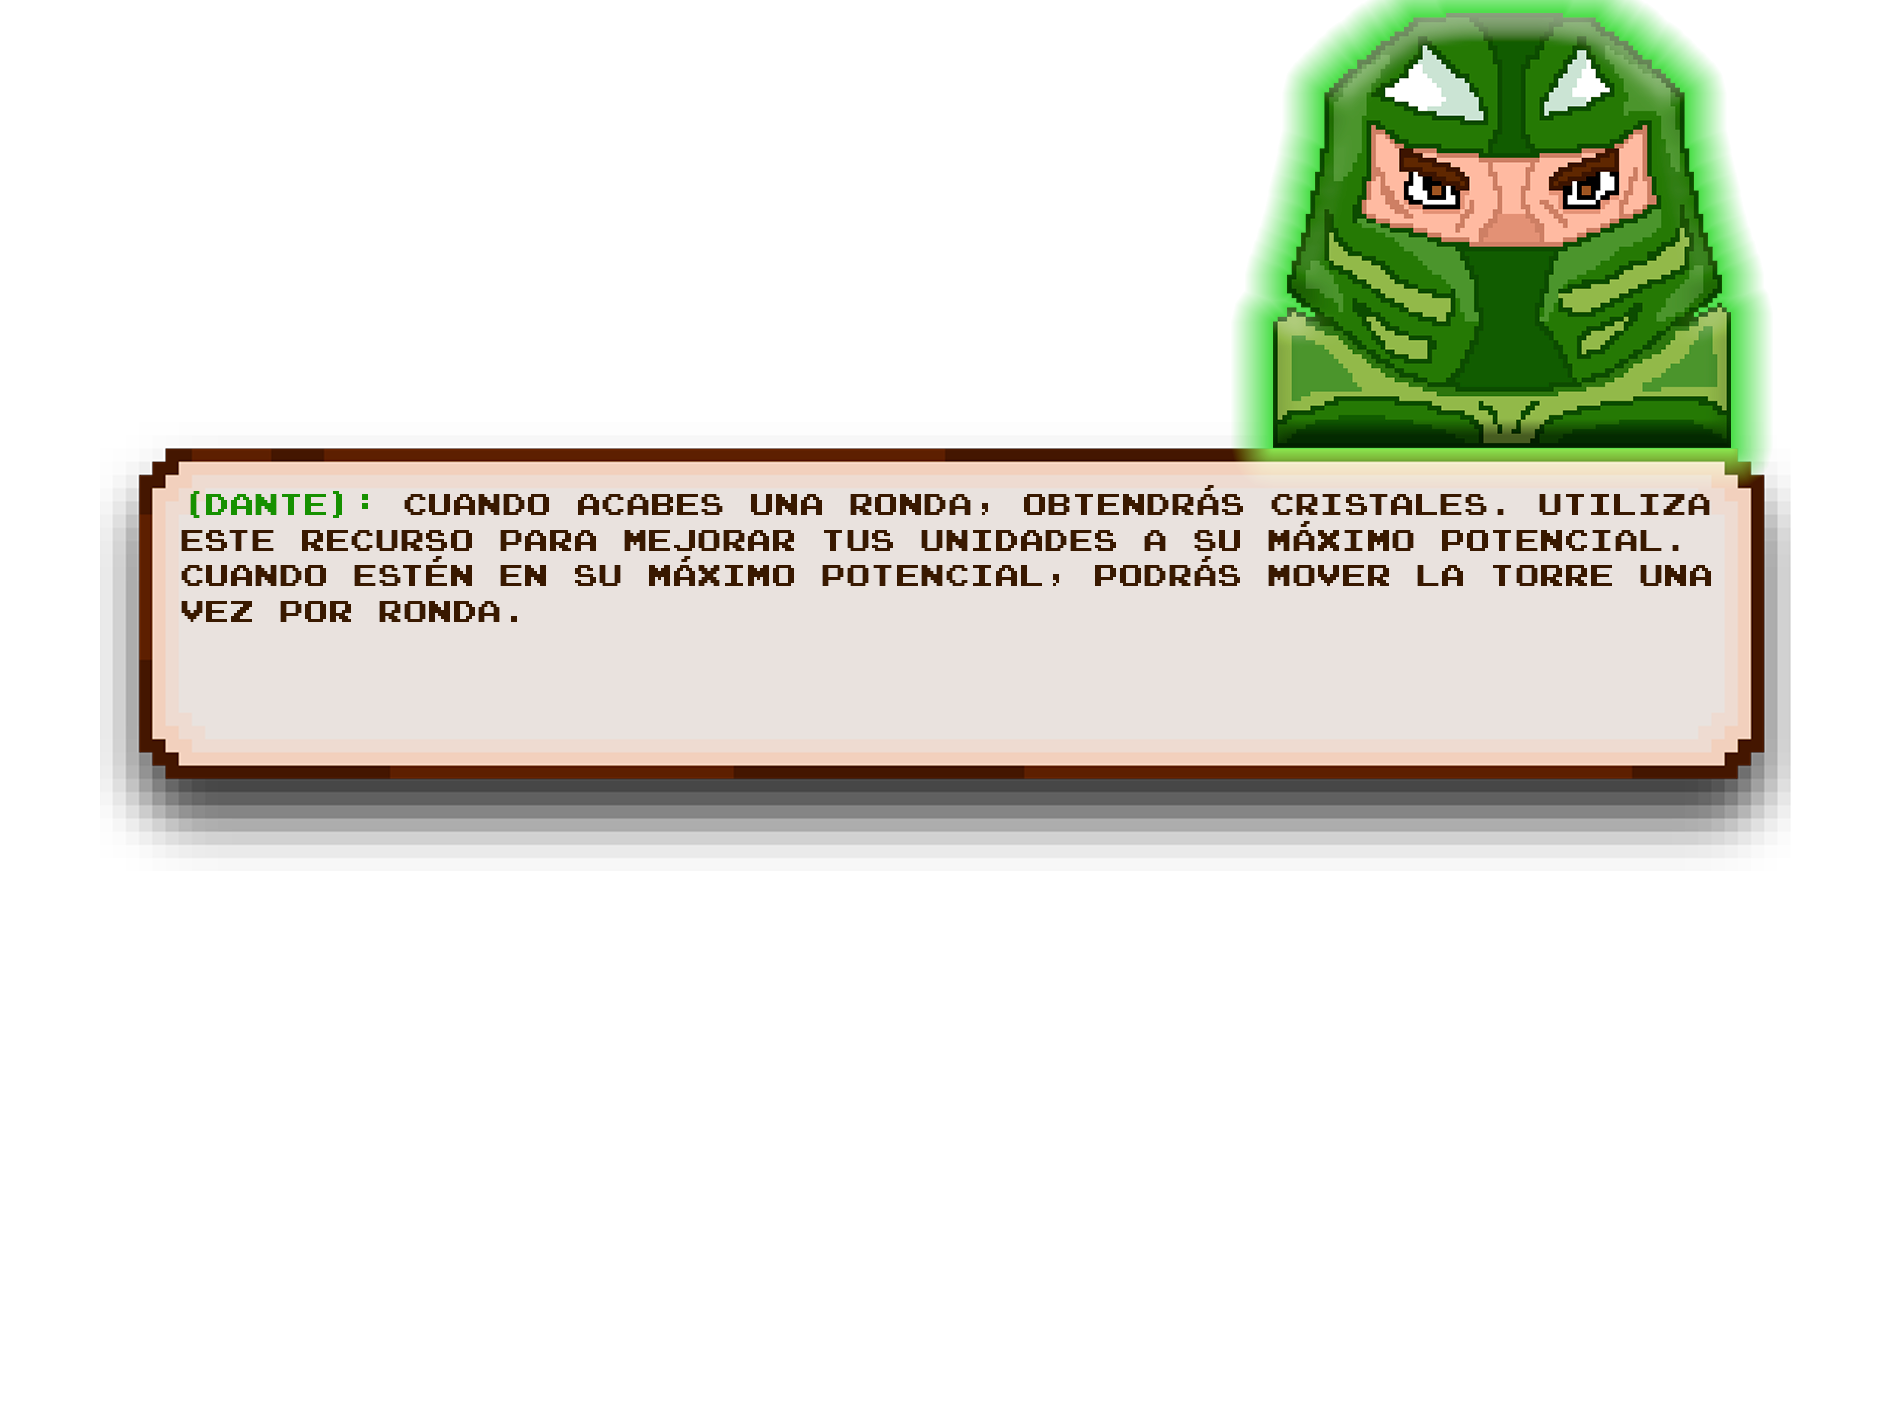 (DANTE): CUANDO ACABES UNA RONDA, OBTENDRÁS CRISTALES. UTILIZA
ESTE RECURSO PARA MEJORAR TUS UNIDADES A SU MÁXIMO POTENCIAL.
CUANDO ESTÉN EN SU MÁXIMO POTENCIAL, PODRÁS MOVER LA TORRE UNA
VEZ POR RONDA.